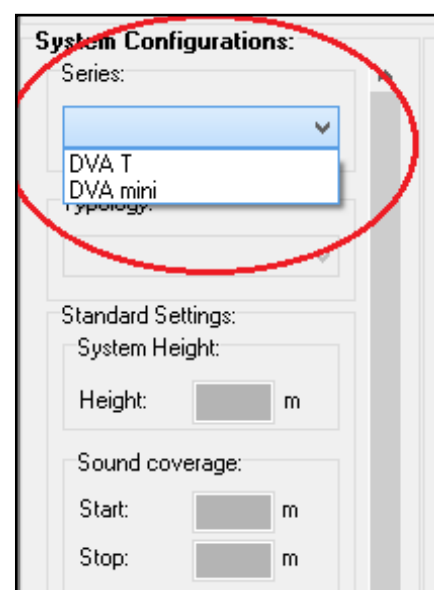 System Configurations:
Series:
DVA T
DVA mini
Typology:
Standard Settings:
System Height:
Height: m
Sound coverage:
Start: m
Stop: m